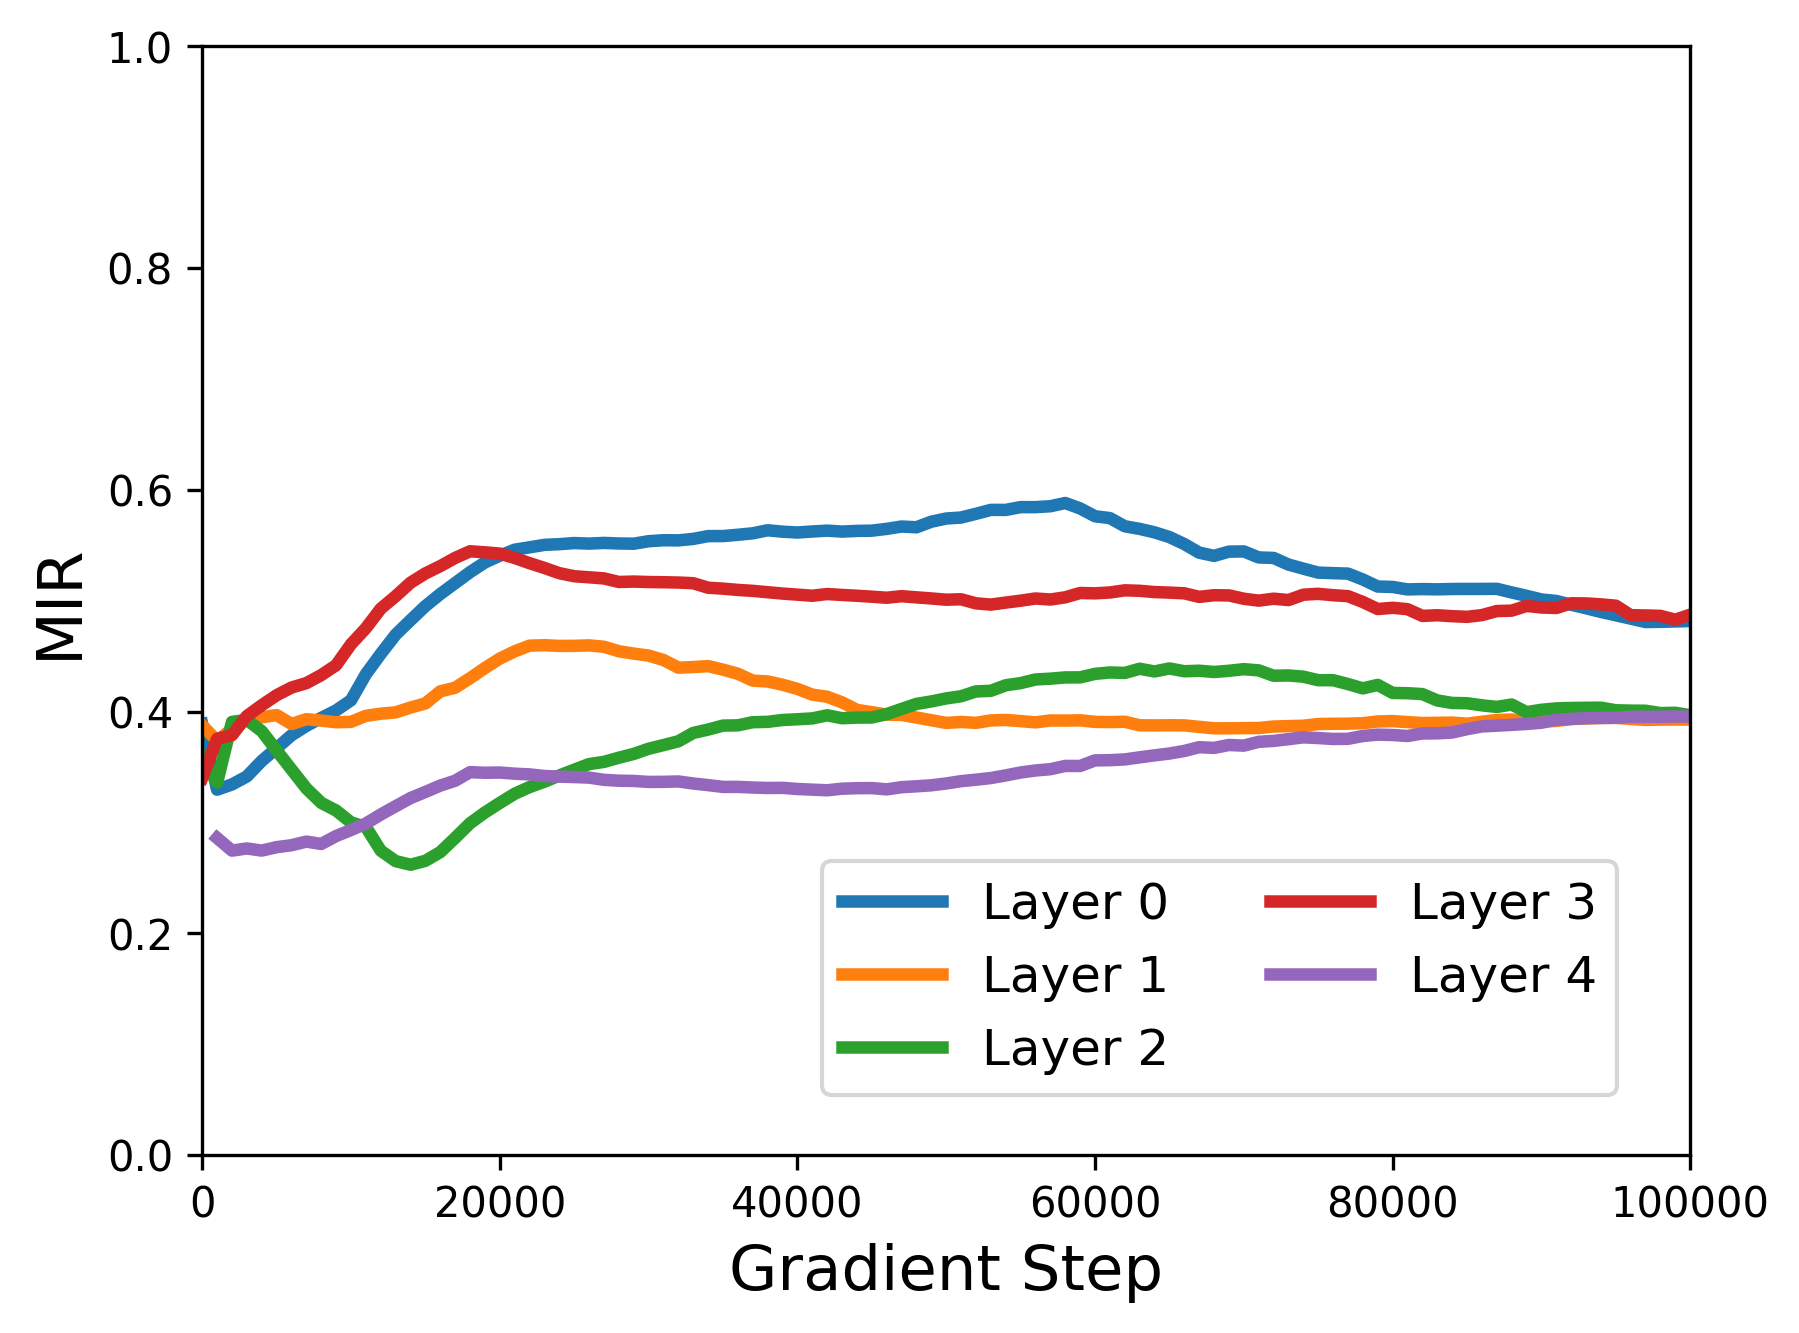 1.0
0.8
0.6
0.4
0.2
0.0
MIR
0 20000 40000 60000 80000 100000
Gradient Step
Layer 0
Layer 1
Layer 2
Layer 3
Layer 4